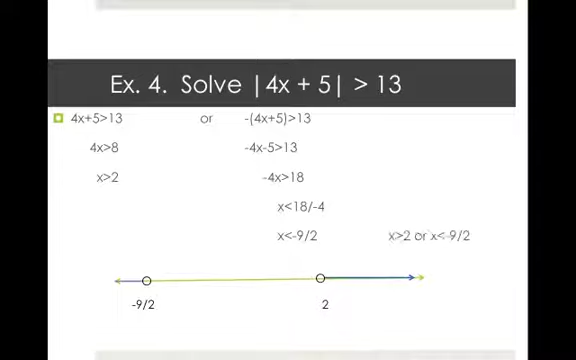 Ex. 4. Solve |4x + 5| > 13
4x+5>13 or -(4x+5)>13
4x>8 -4x-5>13
x>2 -4x>18
x<18/-4
x<-9/2 x>2 or x<-9/2
-9/2 2